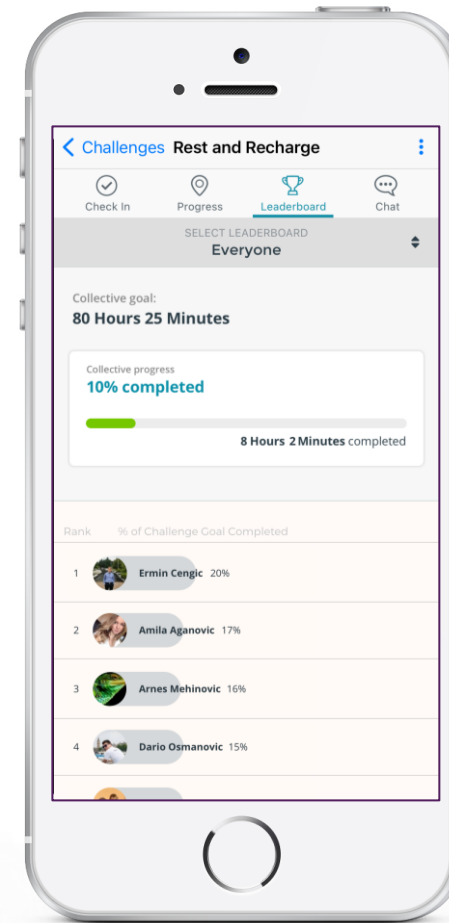 Challenges Rest and Recharge
Check In Progress Leaderboard Chat
SELECT LEADERBOARD
Everyone
Collective goal:
80 Hours 25 Minutes
Collective progress
10% completed
8 Hours 2 Minutes completed
Rank % of Challenge Goal Completed
1 Ermin Cengic 20%
2 Amila Aganovic 17%
3 Arnes Mehinovic 16%
4 Dario Osmanovic 15%